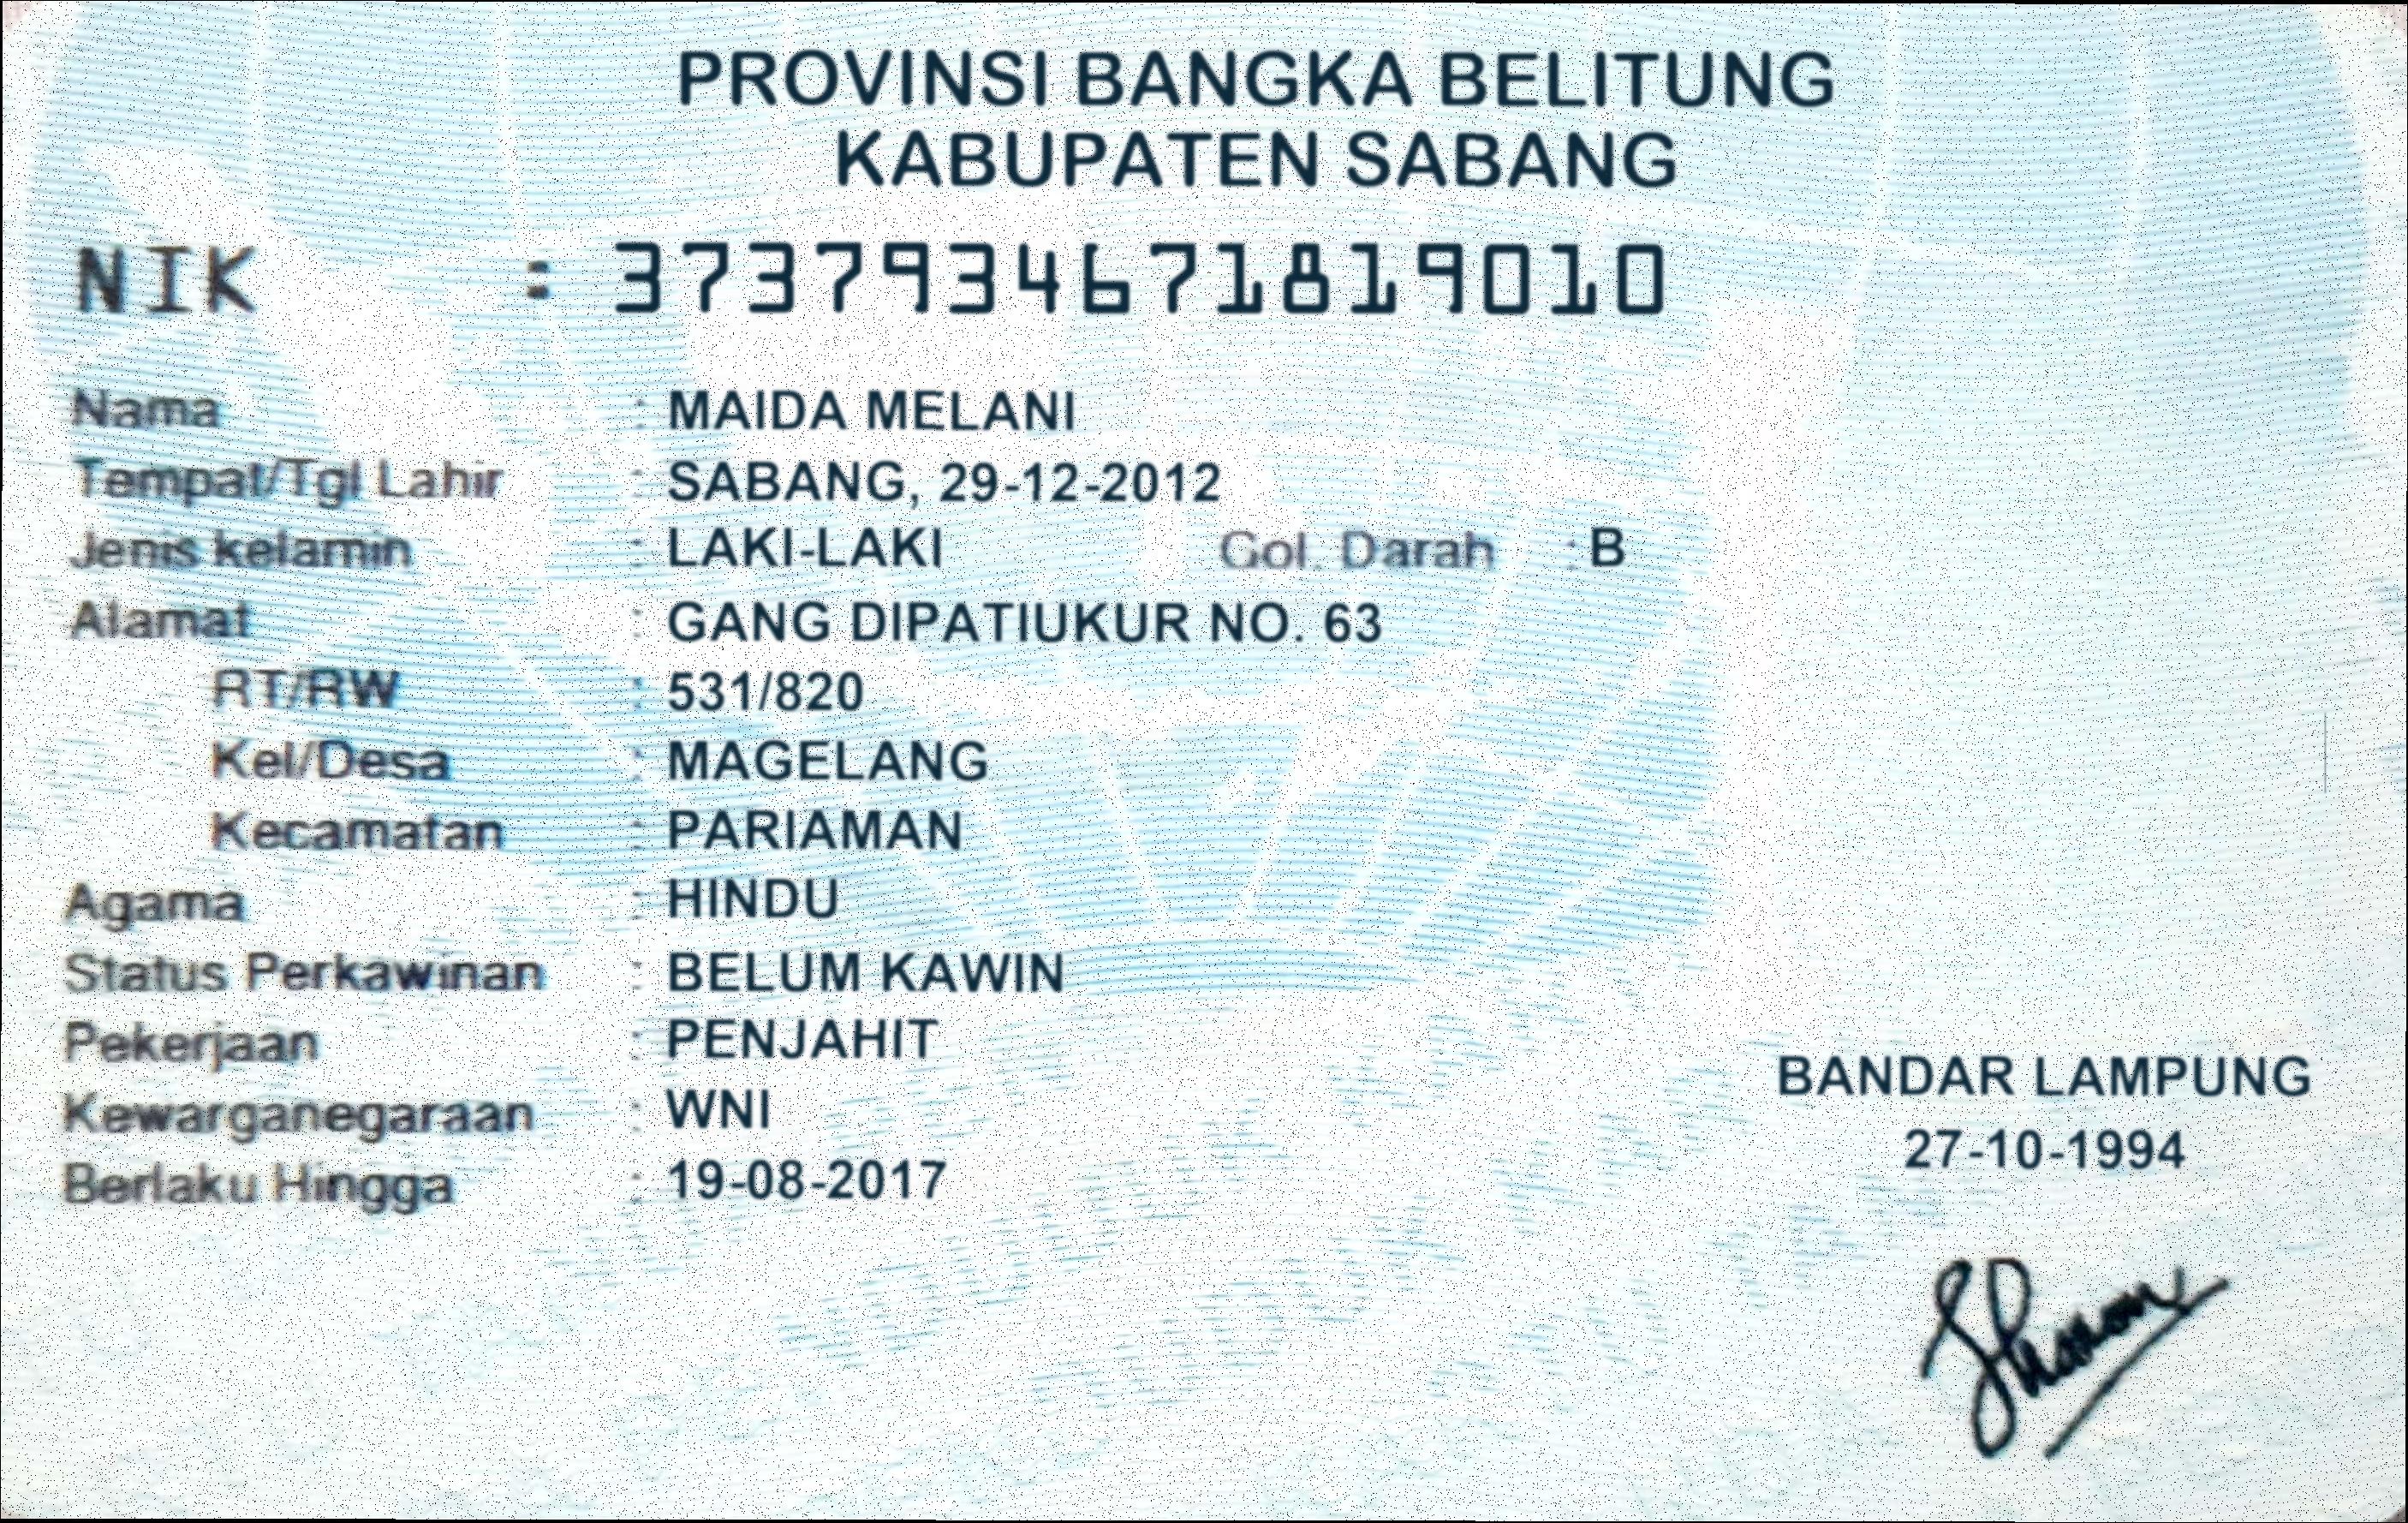 PROVINSI BANGKA BELITUNG
KABUPATEN SABANG
NIK : 3737934671819010
Nama : MAIDA MELANI
Tempat/Tgl Lahir : SABANG, 29-12-2012
Jenis kelamin : LAKI-LAKI Gol. Darah : B
Alamat : GANG DIPATIUKUR NO. 63
RT/RW : 531/820
Kel/Desa : MAGELANG
Kecamatan : PARIAMAN
Agama : HINDU
Status Perkawinan : BELUM KAWIN
Pekerjaan : PENJAHIT
Kewarganegaraan : WNI
Berlaku Hingga : 19-08-2017
BANDAR LAMPUNG
27-10-1994